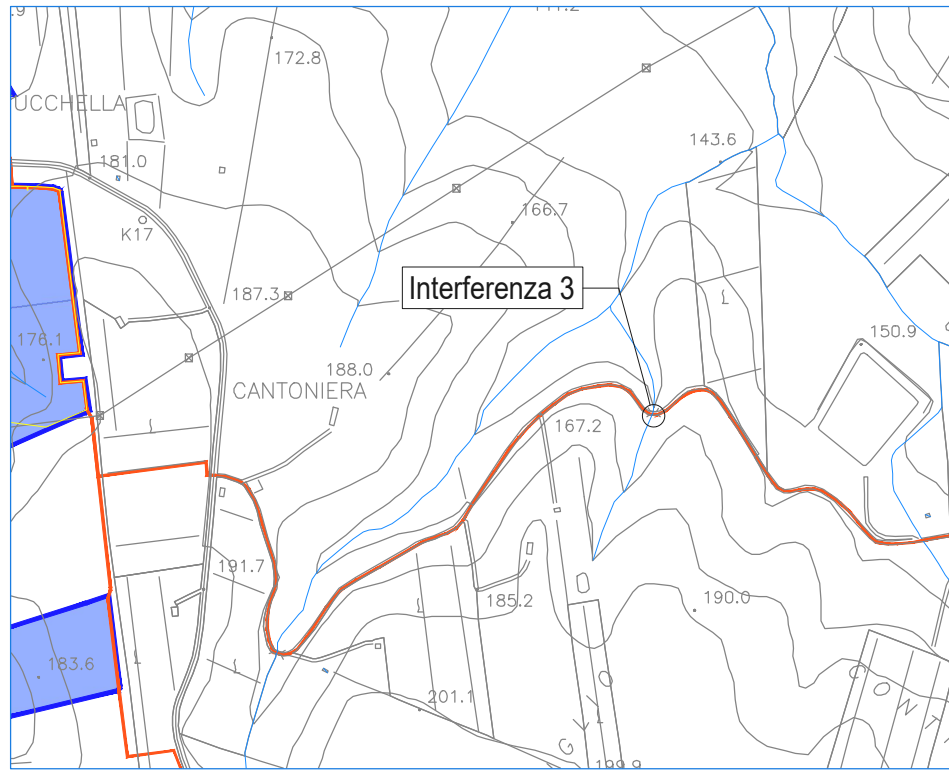 172.8
UCCHELLA
143.6
181.0
166.7
K17
187.3
Interferenza 3
150.9
176.1
188.0
CANTONIERA
167.2
191.7
185.2
190.0
183.6
201.1
C O N T
G